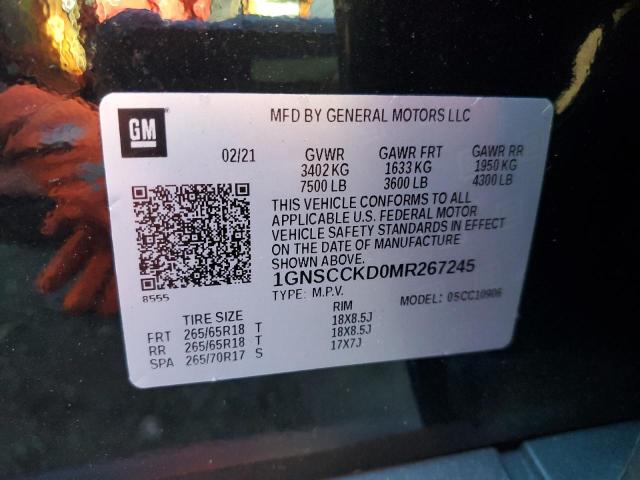 GM
MFD BY GENERAL MOTORS LLC
02/21 GVWR GAWR FRT GAWR RR
3402 KG 1633 KG 1950 KG
7500 LB 3600 LB 4300 LB
THIS VEHICLE CONFORMS TO ALL
APPLICABLE U.S. FEDERAL MOTOR
VEHICLE SAFETY STANDARDS IN EFFECT
ON THE DATE OF MANUFACTURE
SHOWN ABOVE.
1GNSCCKD0MR267245
8555
TYPE: M.P.V. MODEL: 0SCC10906
TIRE SIZE RIM
FRT 265/65R18 T 18X8.5J
RR 265/65R18 T 18X8.5J
SPA 265/70R17 S 17X7J